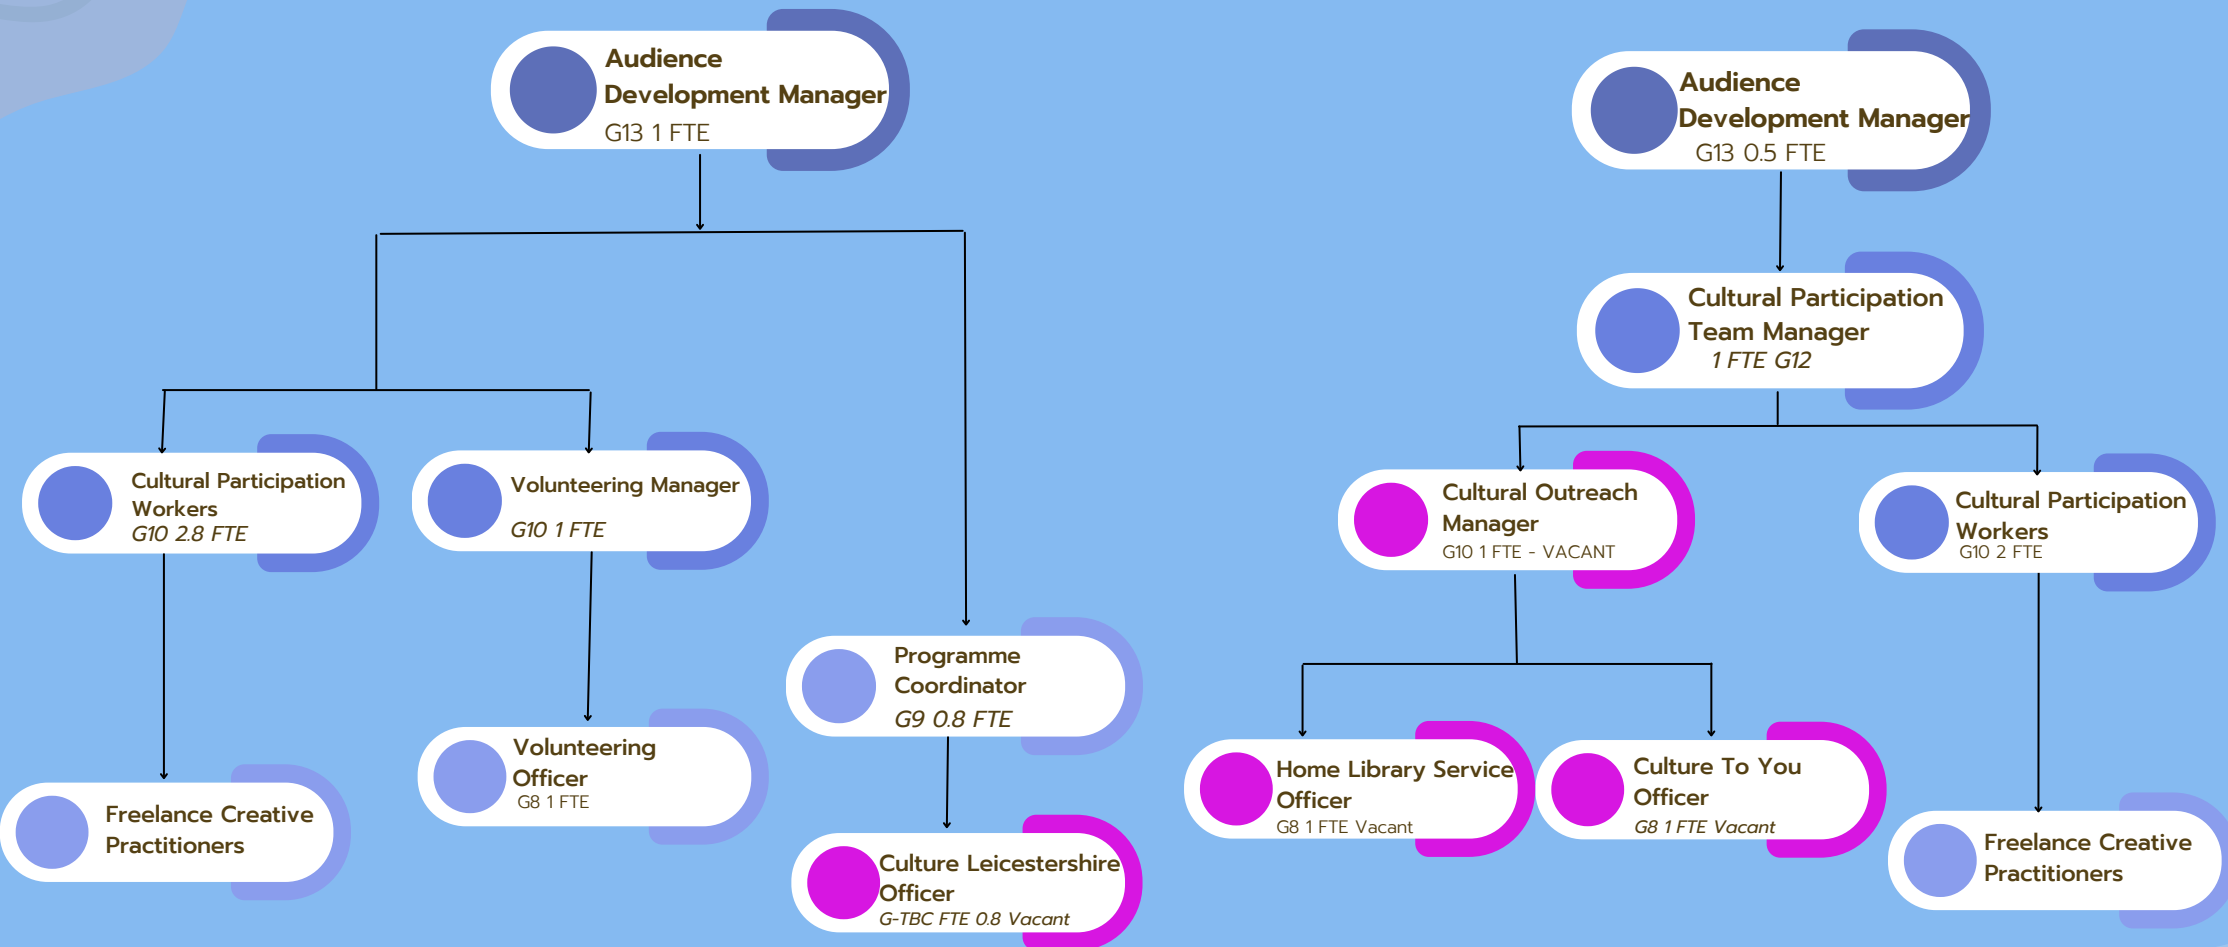 Audience
Development Manager
G13 1 FTE
Audience
Development Manager
G13 0.5 FTE
Cultural Participation
Team Manager
1 FTE G12
Cultural Participation
Workers
G10 2.8 FTE
Volunteering Manager
G10 1 FTE
Cultural Outreach
Manager
G10 1 FTE - VACANT
Cultural Participation
Workers
G10 2 FTE
Programme
Coordinator
G9 0.8 FTE
Volunteering
Officer
G8 1 FTE
Home Library Service
Officer
G8 1 FTE Vacant
Culture To You
Officer
G8 1 FTE Vacant
Freelance Creative
Practitioners
Culture Leicestershire
Officer
G-TBC FTE 0.8 Vacant
Freelance Creative
Practitioners